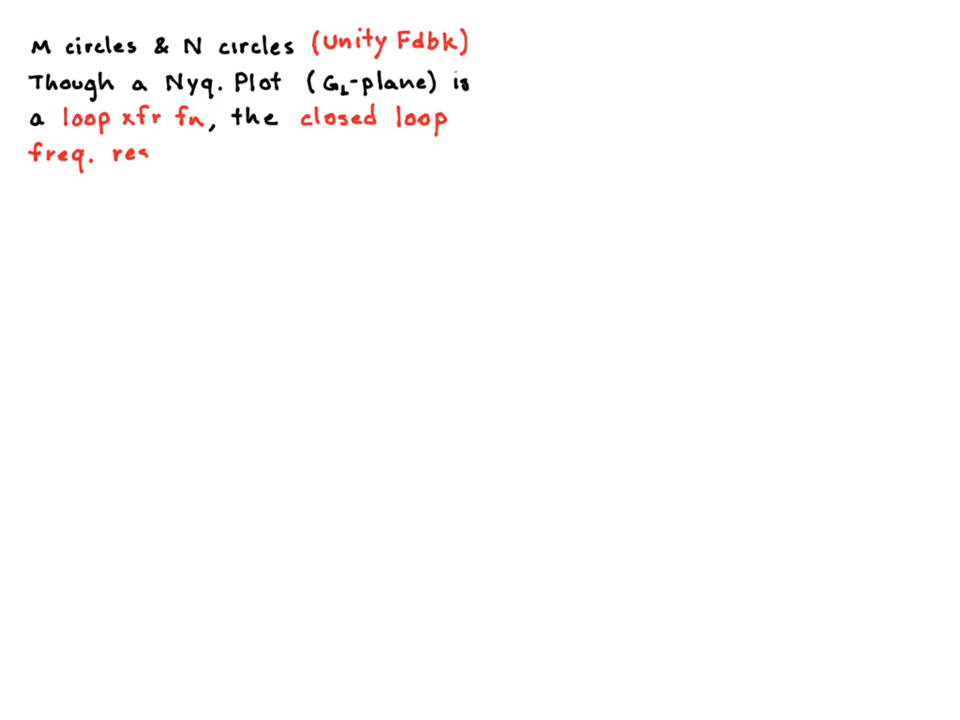 M circles & N circles (Unity Fdbk)
Though a Nyq. Plot (GL-plane) is
a loop xfr fn, the closed loop
freq. res